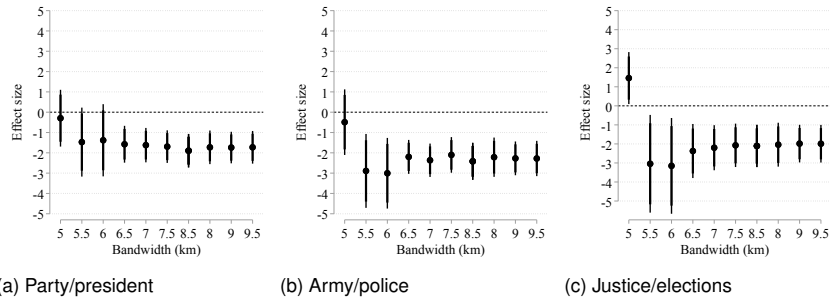 5
4
3
2
1
0
-1
-2
-3
-4
-5
Effect size
5 5.5 6 6.5 7 7.5 8 8.5 9 9.5
Bandwidth (km)
(a) Party/president
5
4
3
2
1
0
-1
-2
-3
-4
-5
Effect size
5 5.5 6 6.5 7 7.5 8 8.5 9 9.5
Bandwidth (km)
(b) Army/police
5
4
3
2
1
0
-1
-2
-3
-4
-5
Effect size
5 5.5 6 6.5 7 7.5 8 8.5 9 9.5
Bandwidth (km)
(c) Justice/elections